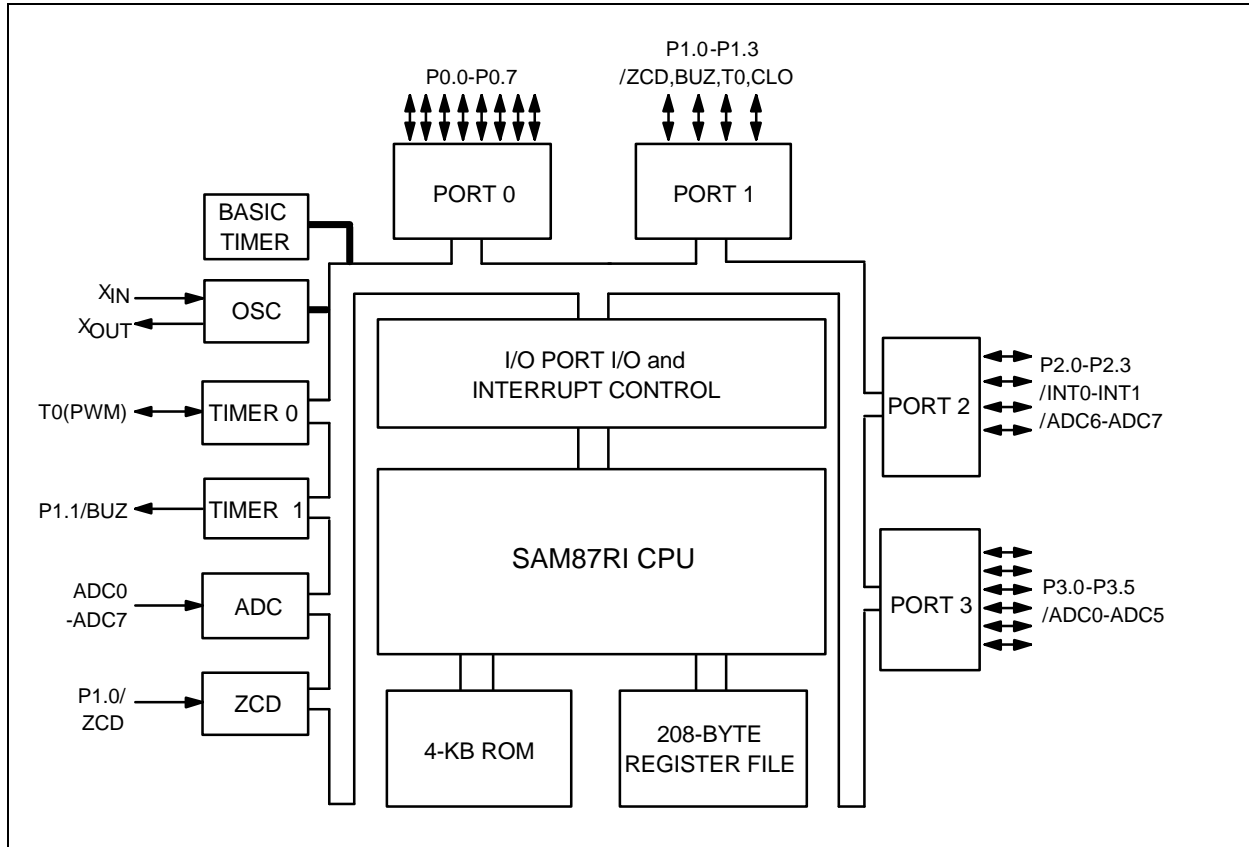 P0.0-P0.7
P1.0-P1.3
/ZCD,BUZ,T0,CLO
PORT 0
PORT 1
BASIC
TIMER
XIN
XOUT
OSC
I/O PORT I/O and
INTERRUPT CONTROL
T0(PWM)
TIMER 0
PORT 2
P2.0-P2.3
/INT0-INT1
/ADC6-ADC7
P1.1/BUZ
TIMER 1
SAM87RI CPU
ADC0
-ADC7
ADC
PORT 3
P3.0-P3.5
/ADC0-ADC5
P1.0/
ZCD
ZCD
4-KB ROM
208-BYTE
REGISTER FILE